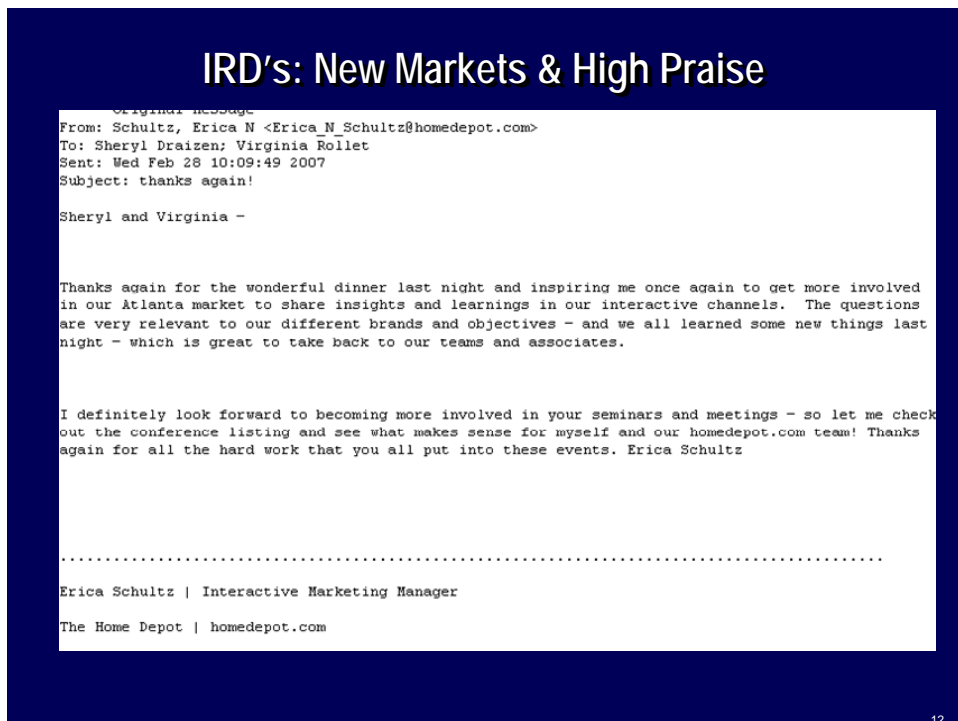 IRD's: New Markets & High Praise
Original Message
From: Schultz, Erica N <Erica_N_Schultz@homedepot.com>
To: Sheryl Draizen; Virginia Rollet
Sent: Wed Feb 28 10:09:49 2007
Subject: thanks again!
Sheryl and Virginia –
Thanks again for the wonderful dinner last night and inspiring me once again to get more involved
in our Atlanta market to share insights and learnings in our interactive channels.  The questions
are very relevant to our different brands and objectives – and we all learned some new things last
night – which is great to take back to our teams and associates.
I definitely look forward to becoming more involved in your seminars and meetings – so let me check
out the conference listing and see what makes sense for myself and our homedepot.com team! Thanks
again for all the hard work that you all put into these events. Erica Schultz
.............................................................................................
Erica Schultz | Interactive Marketing Manager
The Home Depot | homedepot.com
12